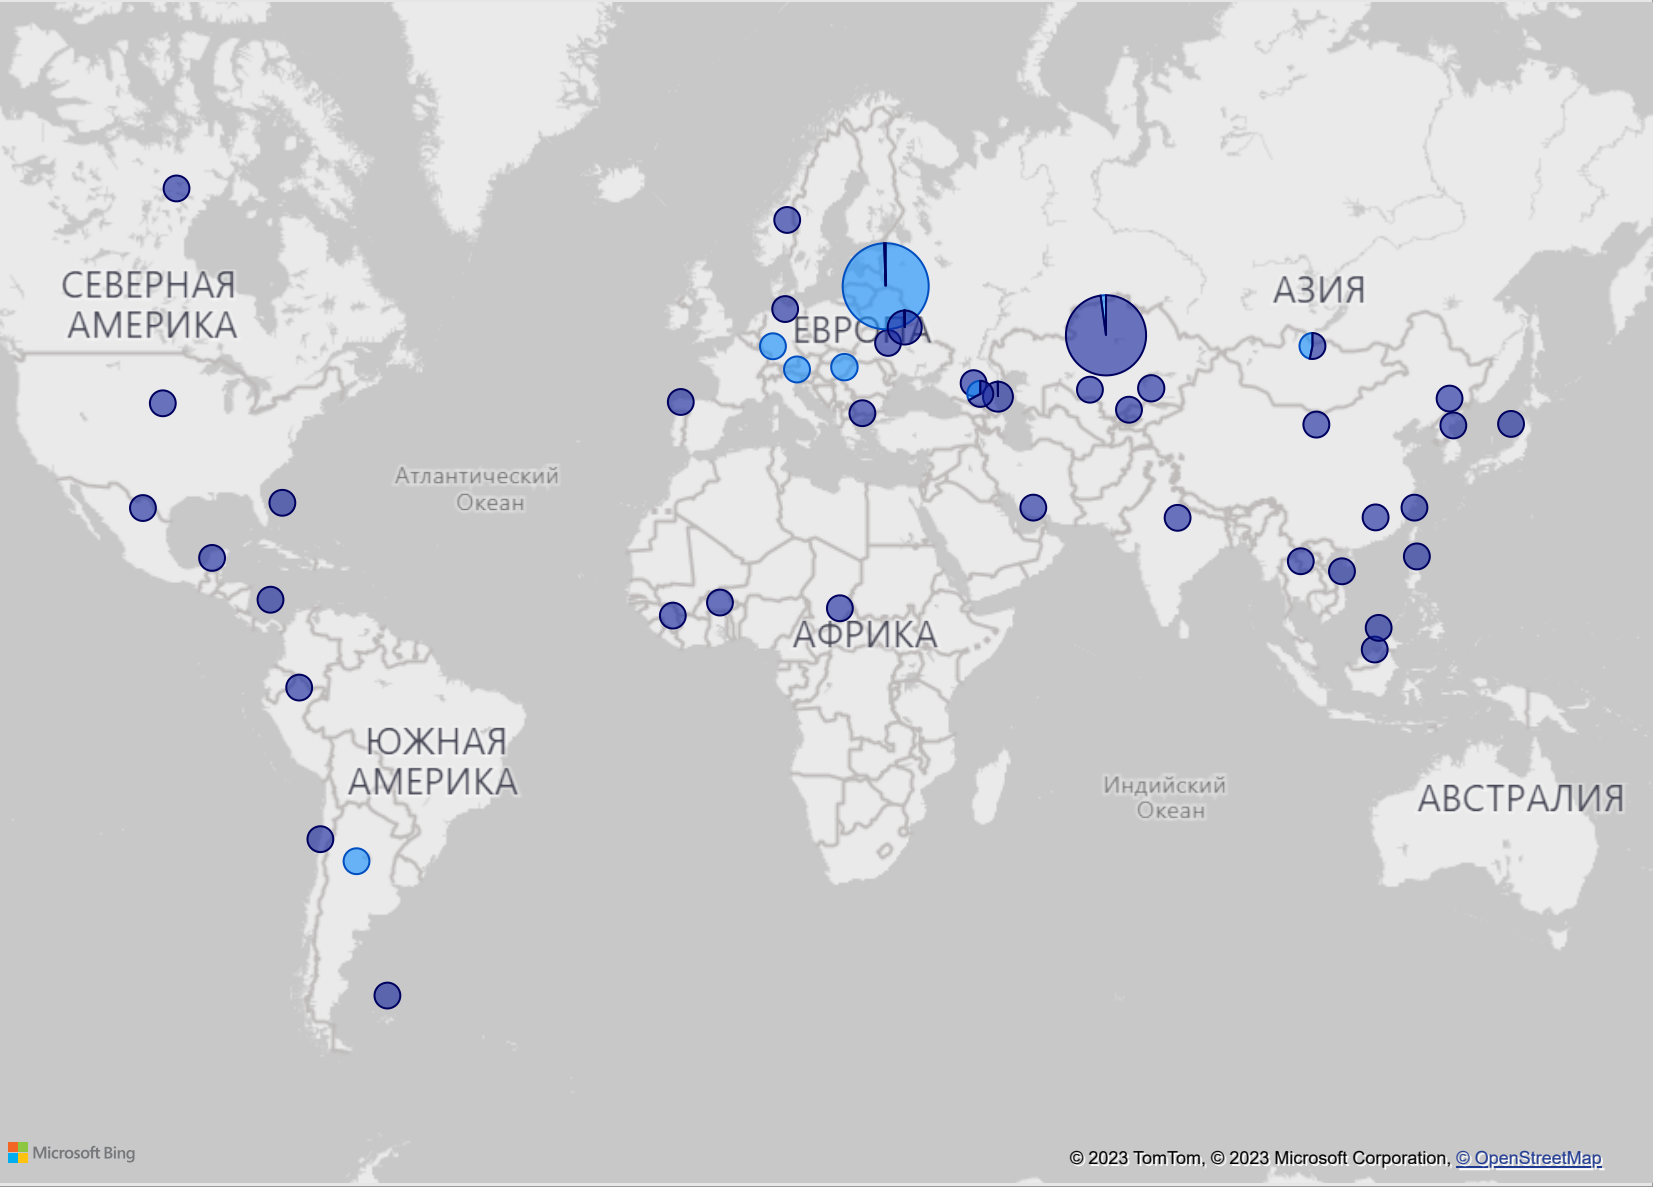 СЕВЕРНАЯ
АМЕРИКА
АЗИЯ
ЕВРОПА
Атлантический
Океан
АФРИКА
ЮЖНАЯ
АМЕРИКА
Индийский
Океан
АВСТРАЛИЯ
Microsoft Bing
© 2023 TomTom, © 2023 Microsoft Corporation, © OpenStreetMap